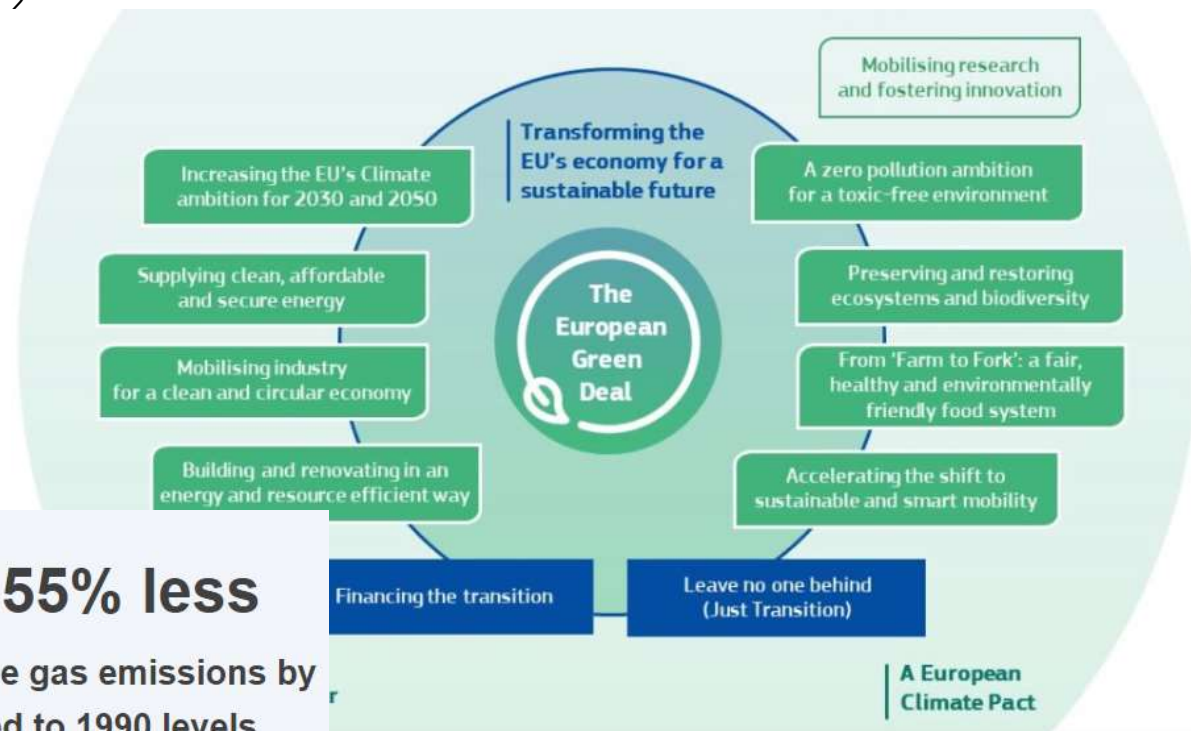 Mobilising research
and fostering innovation
Transforming the
EU's economy for a
sustainable future
Increasing the EU's Climate
ambition for 2030 and 2050
A zero pollution ambition
for a toxic-free environment
Supplying clean, affordable
and secure energy
Preserving and restoring
ecosystems and biodiversity
The
European
Green
Deal
Mobilising industry
for a clean and circular economy
From 'Farm to Fork': a fair,
healthy and environmentally
friendly food system
Building and renovating in an
energy and resource efficient way
Accelerating the shift to
sustainable and smart mobility
55% less
Financing the transition
Leave no one behind
(Just Transition)
gas emissions by
to 1990 levels
A European
Climate Pact